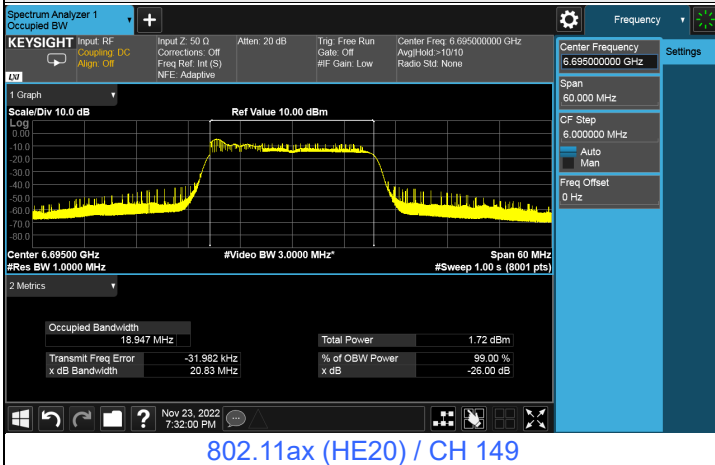 Spectrum Analyzer 1
Occupied BW
Frequency
KEYSIGHT
Input: RF
Coupling: DC
Align: Off
Input Z: 50 Ω
Corrections: Off
Freq Ref: Int (S)
NFE: Adaptive
Atten: 20 dB
Trig: Free Run
Gate: Off
#IF Gain: Low
Center Freq: 6.695000000 GHz
Avg|Hold:>10/10
Radio Std: None
LXI
Center Frequency
6.695000000 GHz
Settings
Span
60.000 MHz
CF Step
6.000000 MHz
Auto
Man
Freq Offset
0 Hz
1 Graph
Scale/Div 10.0 dB
Ref Value 10.00 dBm
Log
0.00
-10.0
-20.0
-30.0
-40.0
-50.0
-60.0
-70.0
-80.0
Center 6.69500 GHz
#Video BW 3.0000 MHz*
Span 60 MHz
#Res BW 1.0000 MHz
#Sweep 1.00 s (8001 pts)
2 Metrics
Occupied Bandwidth
18.947 MHz
Total Power 1.72 dBm
Transmit Freq Error -31.982 kHz
% of OBW Power 99.00 %
x dB Bandwidth 20.83 MHz
x dB -26.00 dB
?
Nov 23, 2022
7:32:00 PM
802.11ax (HE20) / CH 149